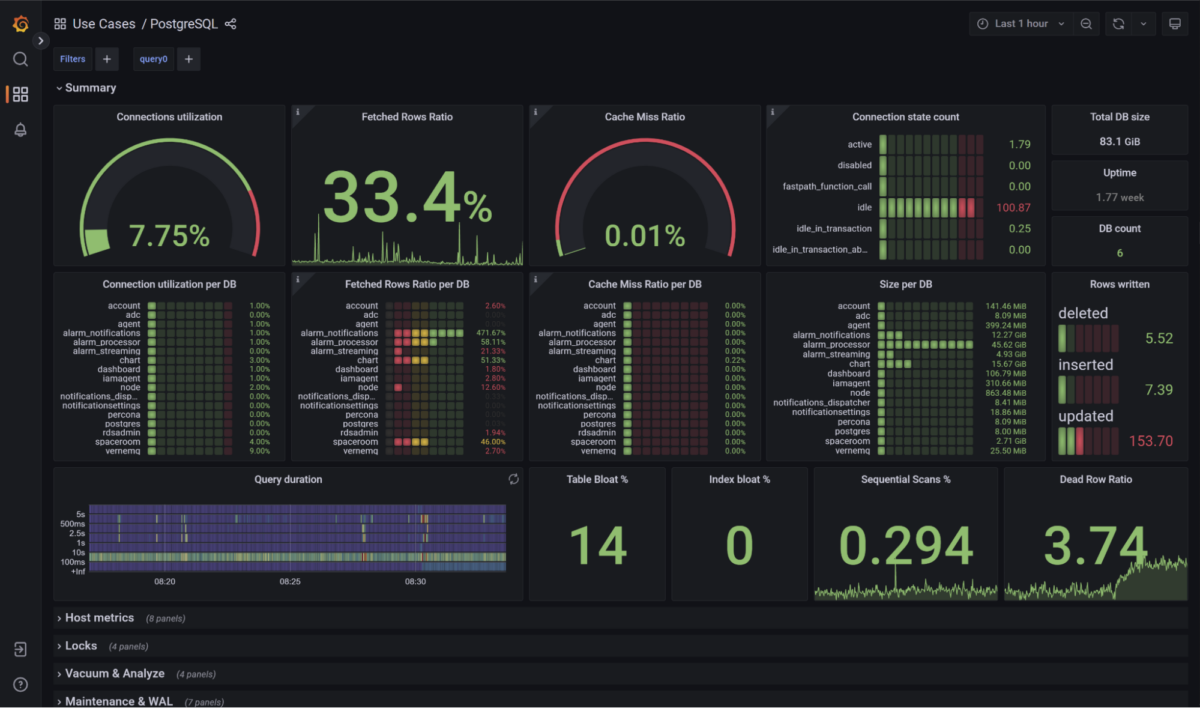 Use Cases / PostgreSQL
Last 1 hour
Filters + query0 +
Summary
Connections utilization
7.75%
Fetched Rows Ratio
33.4%
Cache Miss Ratio
0.01%
Connection state count
active 1.79
disabled 0.00
fastpath_function_call 0.00
idle 100.87
idle_in_transaction 0.25
idle_in_transaction_ab... 0.00
Total DB size
83.1 GiB
Uptime
1.77 week
DB count
6
Connection utilization per DB
account 1.00%
adc 0.00%
agent 1.00%
alarm_notifications 1.00%
alarm_processor 1.00%
alarm_streaming 1.00%
chart 3.00%
dashboard 1.00%
iamagent 1.00%
node 2.00%
notifications_disp... 0.00%
notificationsettings 0.00%
percona 0.00%
postgres 0.00%
rdsadmin 0.00%
spaceroom 4.00%
vernemq 9.00%
Fetched Rows Ratio per DB
account 2.60%
adc
agent
alarm_notifications 471.67%
alarm_processor 58.11%
alarm_streaming 21.33%
chart 51.33%
dashboard 1.80%
iamagent 2.80%
node 12.60%
notifications_disp...
notificationsettings
percona
postgres
rdsadmin 1.94%
spaceroom 46.00%
vernemq 2.70%
Cache Miss Ratio per DB
account 0.00%
adc 0.00%
agent 0.00%
alarm_notifications 0.00%
alarm_processor 0.00%
alarm_streaming 0.00%
chart 0.22%
dashboard 0.00%
iamagent 0.00%
node 0.00%
notifications_disp... 0.00%
notificationsettings 0.00%
percona 0.00%
postgres 0.00%
rdsadmin 0.00%
spaceroom 0.00%
vernemq 0.00%
Size per DB
account 141.46 MiB
adc 8.09 MiB
agent 399.24 MiB
alarm_notifications 12.27 GiB
alarm_processor 45.62 GiB
alarm_streaming 4.93 GiB
chart 15.67 GiB
dashboard 106.79 MiB
iamagent 310.66 MiB
node 863.48 MiB
notifications_dispatcher 8.41 MiB
notificationsettings 18.86 MiB
percona 8.09 MiB
postgres 8.00 MiB
spaceroom 2.71 GiB
vernemq 25.50 MiB
Rows written
deleted
5.52
inserted
7.39
updated
153.70
Query duration
5s
500ms
2.5s
1s
10s
100ms
+Inf
08:20 08:25 08:30
Table Bloat %
14
Index bloat %
0
Sequential Scans %
0.294
Dead Row Ratio
3.74
Host metrics (8 panels)
Locks (4 panels)
Vacuum & Analyze (4 panels)
Maintenance & WAL (7 panels)